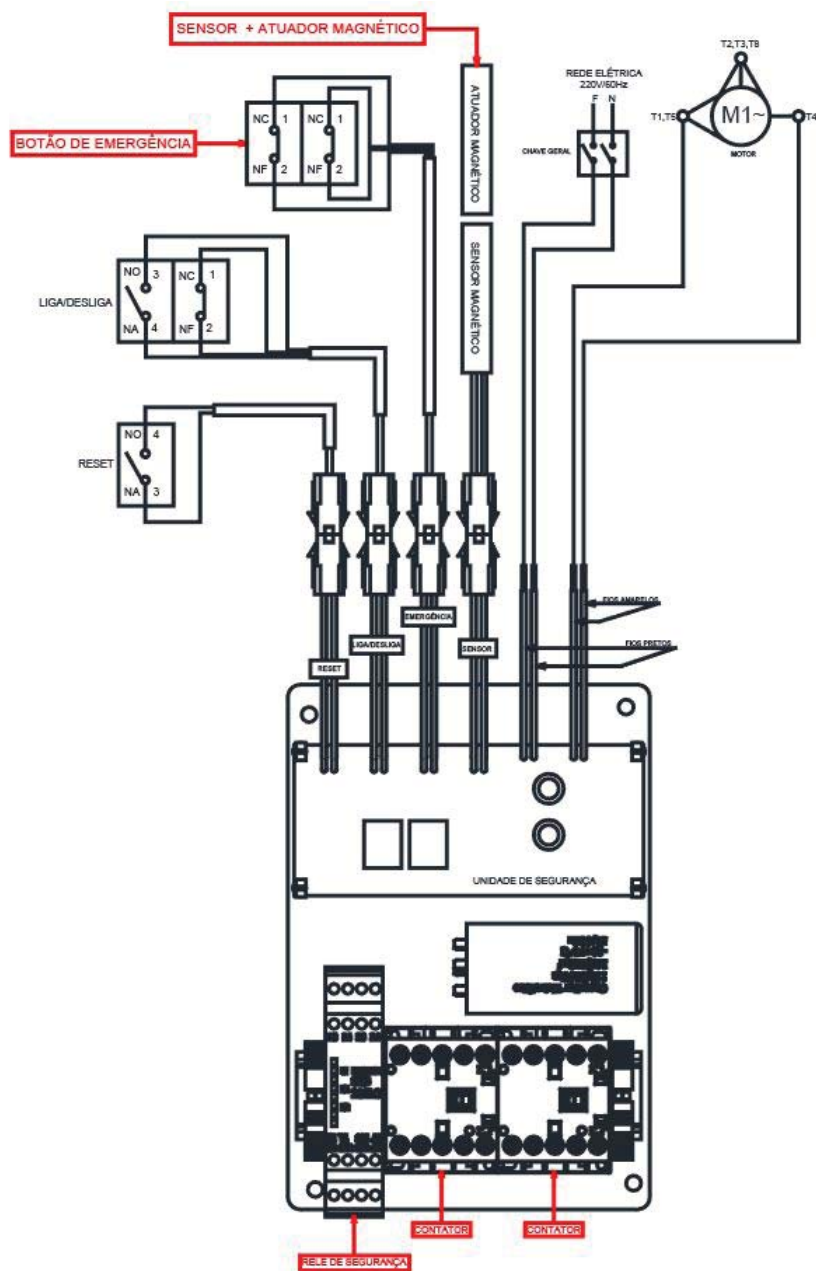 SENSOR + ATUADOR MAGNÉTICO
T2,T3,T8
REDE ELÉTRICA
220V/60Hz
F N
ATUADOR MAGNÉTICO
NC 1 NC 1
T1,T5
M1~
T4
BOTÃO DE EMERGÊNCIA
CHAVE GERAL
MOTOR
NF 2 NF 2
SENSOR MAGNÉTICO
NO 3 NC 1
LIGA/DESLIGA
NA 4 NF 2
NO 4
RESET
NA 3
FIOS AMARELOS
EMERGÊNCIA
LIGA/DESLIGA
SENSOR
FIOS PRETOS
RESET
UNIDADE DE SEGURANÇA
CONTATOR
CONTATOR
RELE DE SEGURANÇA